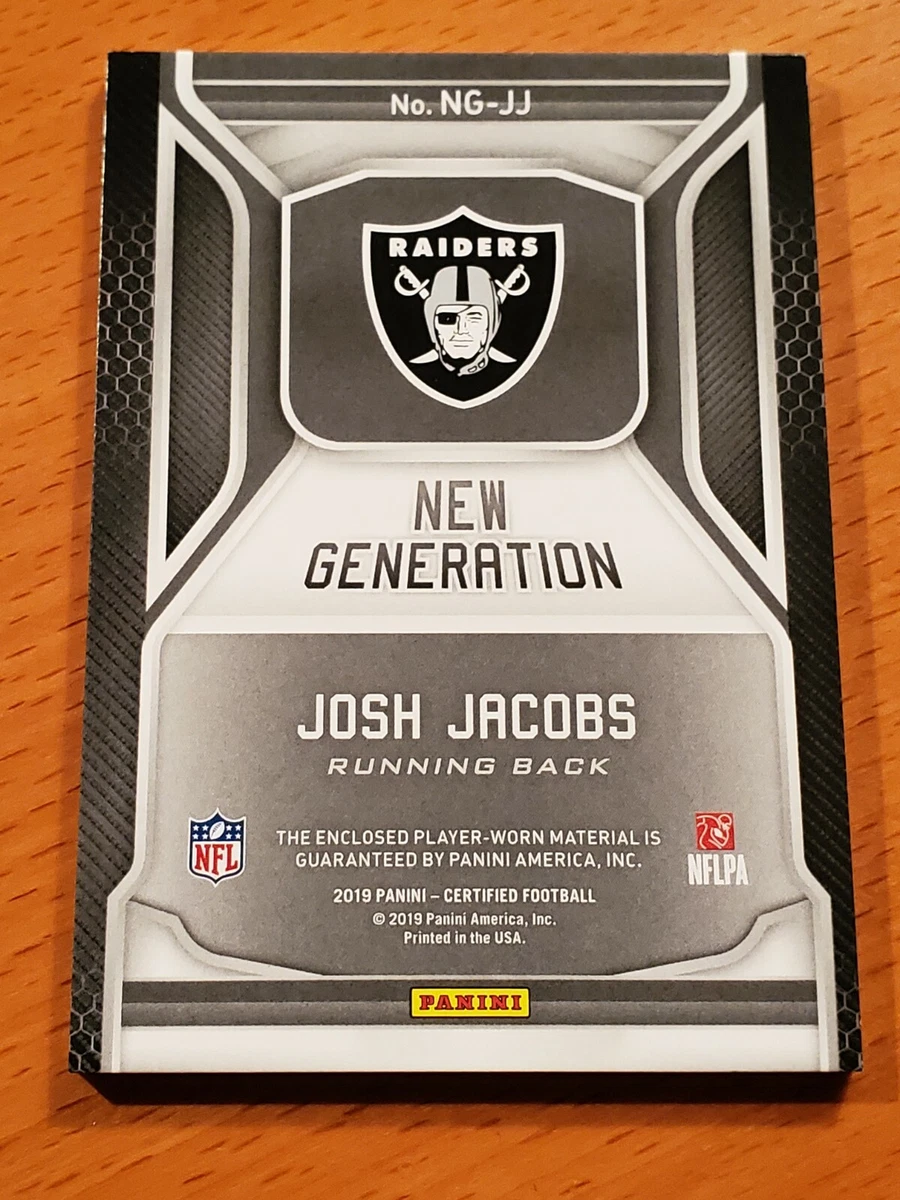 No. NG-JJ
RAIDERS
NEW
GENERATION
JOSH JACOBS
RUNNING BACK
NFL
THE ENCLOSED PLAYER-WORN MATERIAL IS
GUARANTEED BY PANINI AMERICA, INC.
NFLPA
2019 PANINI – CERTIFIED FOOTBALL
© 2019 Panini America, Inc.
Printed in the USA.
PANINI